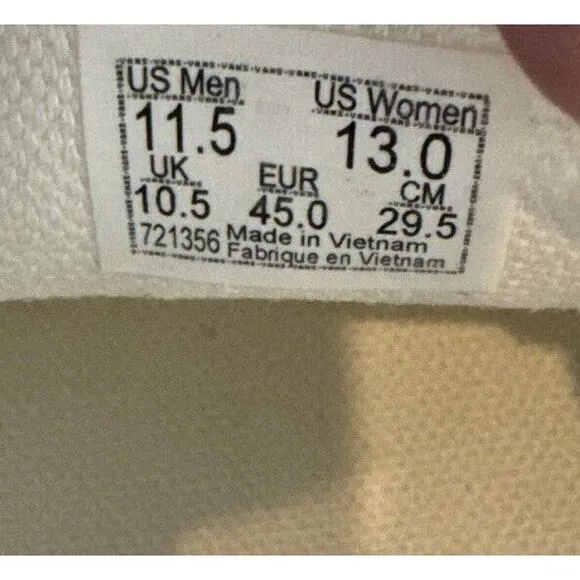 US Men US Women
11.5 13.0
UK EUR CM
10.5 45.0 29.5
721356 Made in Vietnam
Fabrique en Vietnam